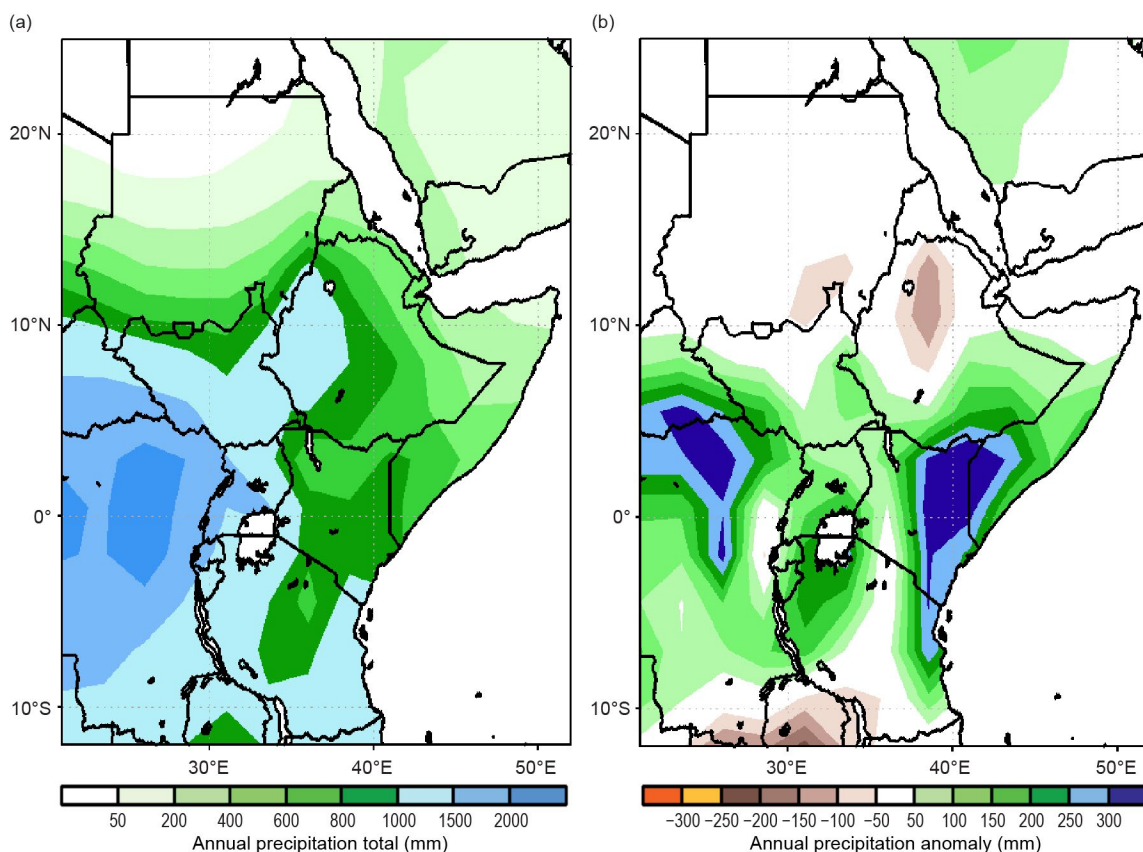 (a) (b)
20°N 20°N
10°N 10°N
0° 0°
10°S 10°S
30°E 40°E 50°E 30°E 40°E 50°E
50 200 400 600 800 1000 1500 2000 −300 −250 −200 −150 −100 −50 50 100 150 200 250 300
Annual precipitation total (mm) Annual precipitation anomaly (mm)